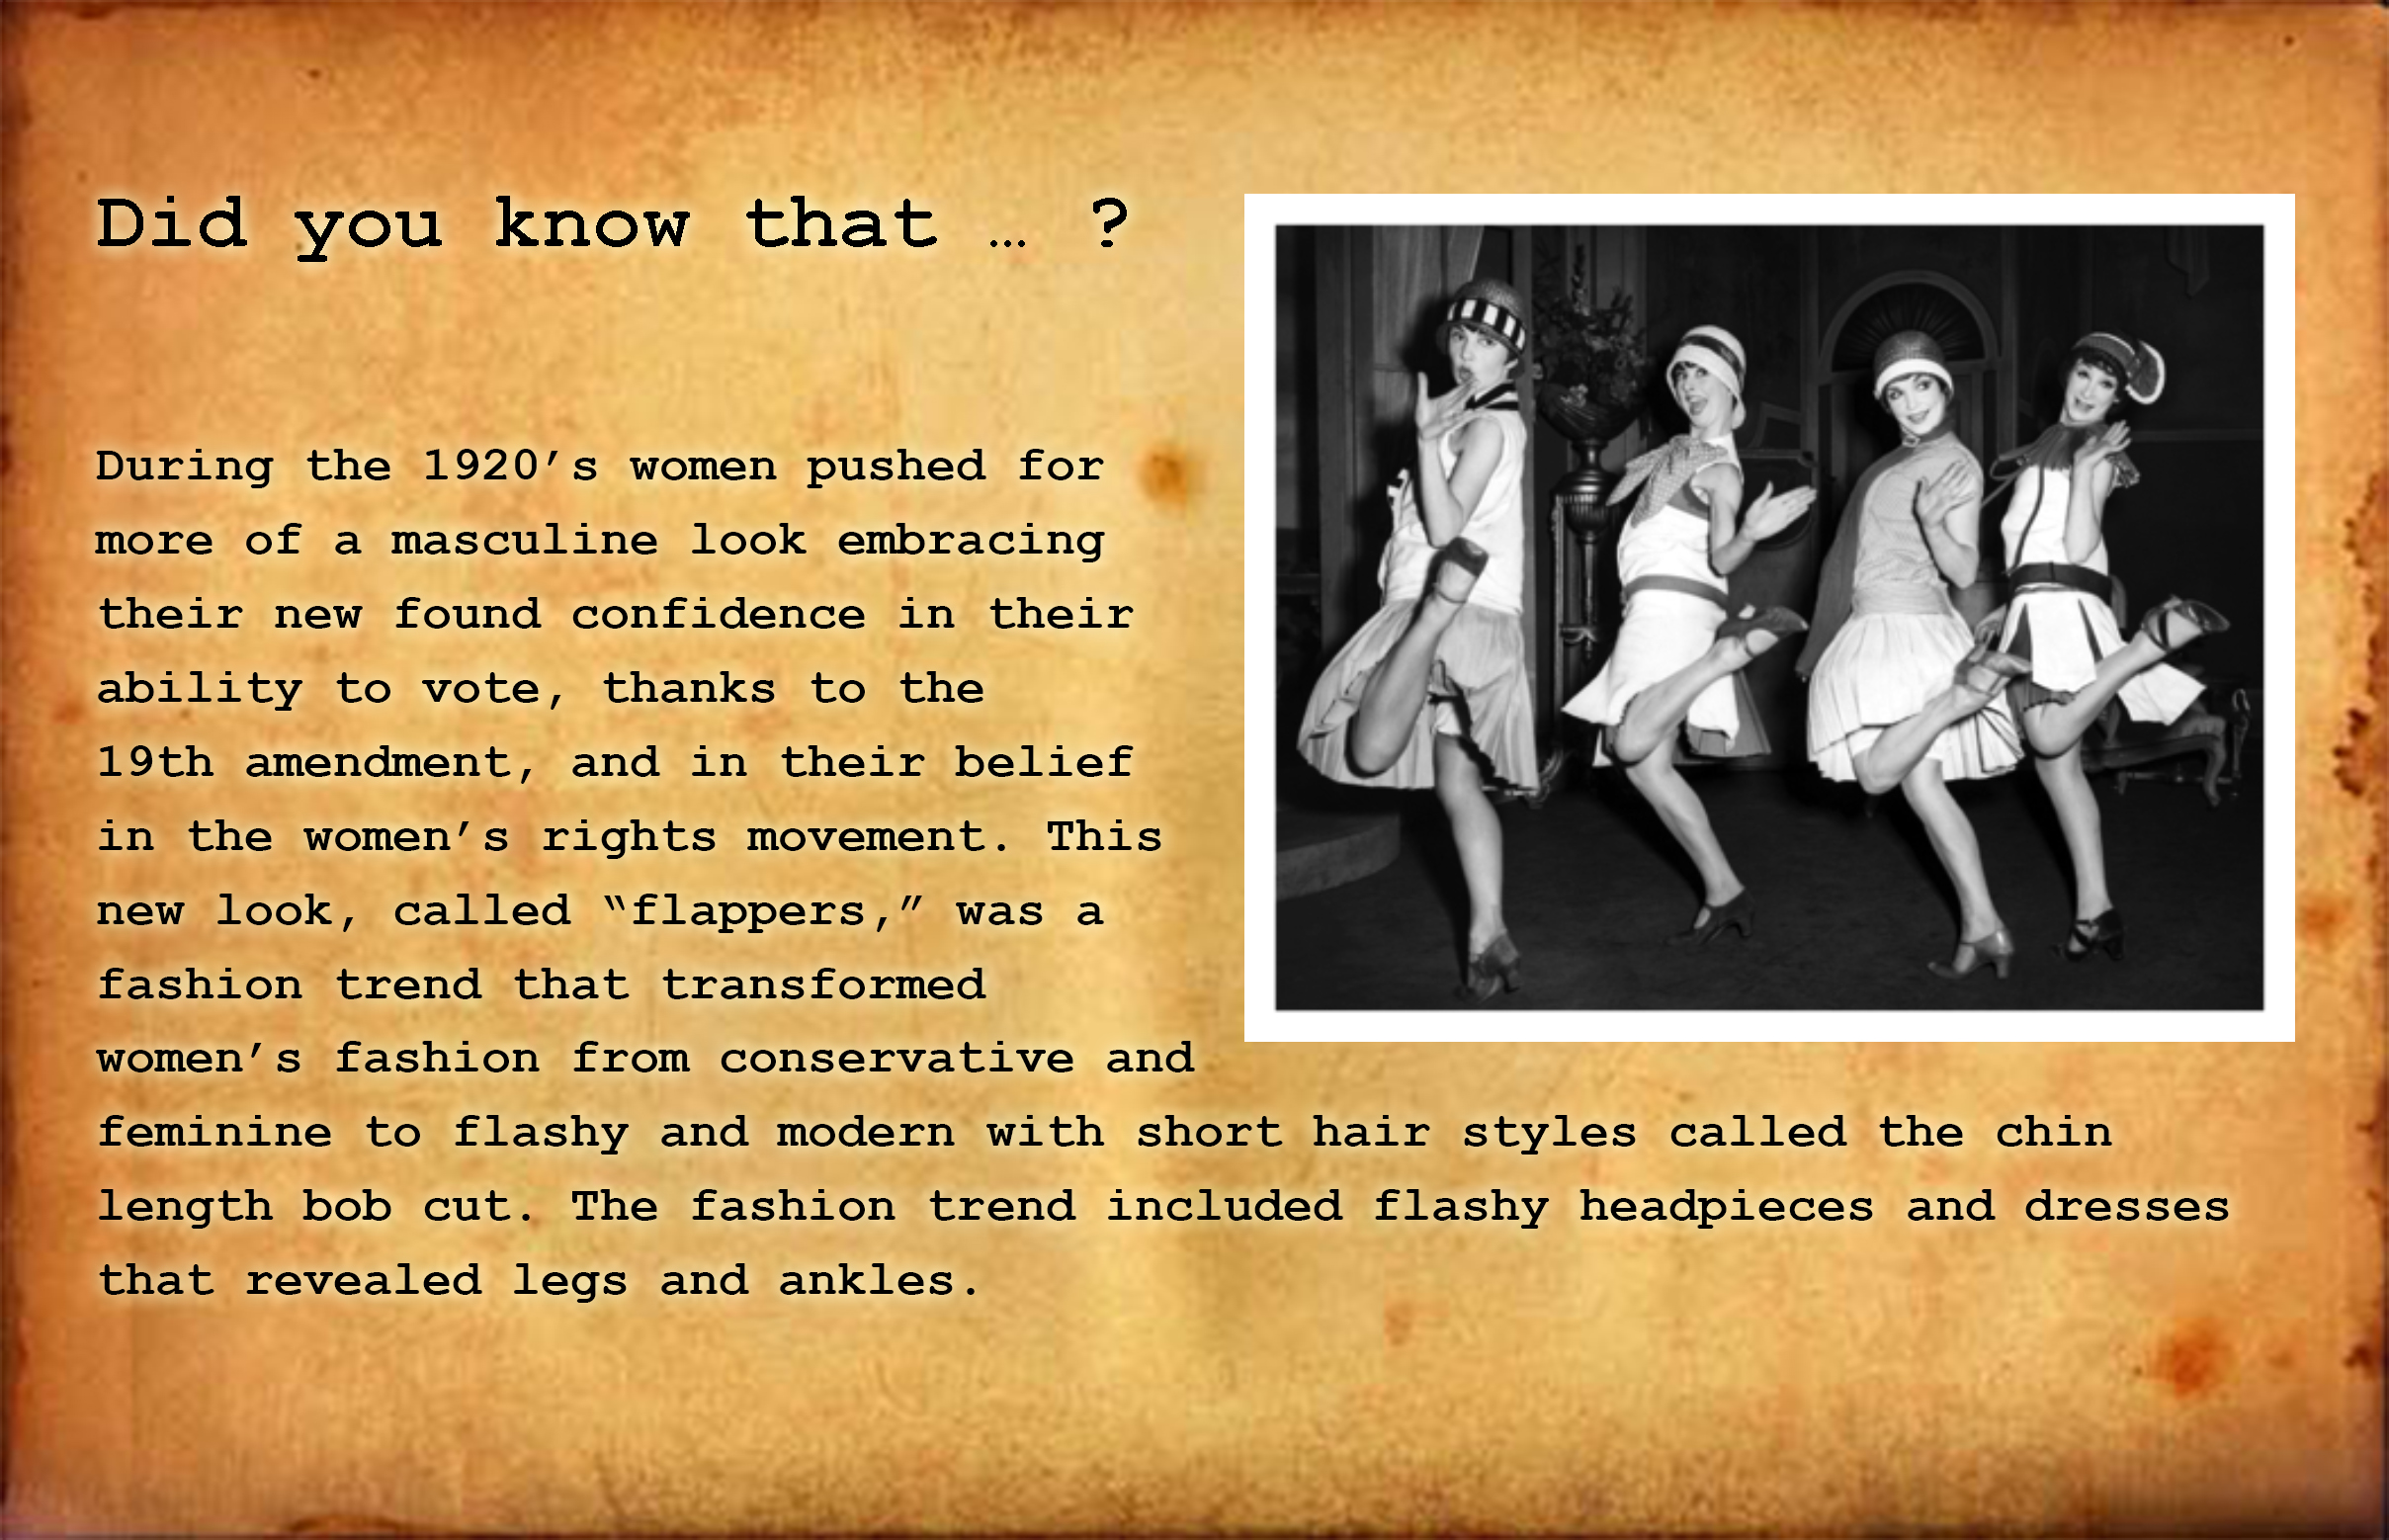 Did you know that … ?
During the 1920’s women pushed for
more of a masculine look embracing
their new found confidence in their
ability to vote, thanks to the
19th amendment, and in their belief
in the women’s rights movement. This
new look, called “flappers,” was a
fashion trend that transformed
women’s fashion from conservative and
feminine to flashy and modern with short hair styles called the chin
length bob cut. The fashion trend included flashy headpieces and dresses
that revealed legs and ankles.